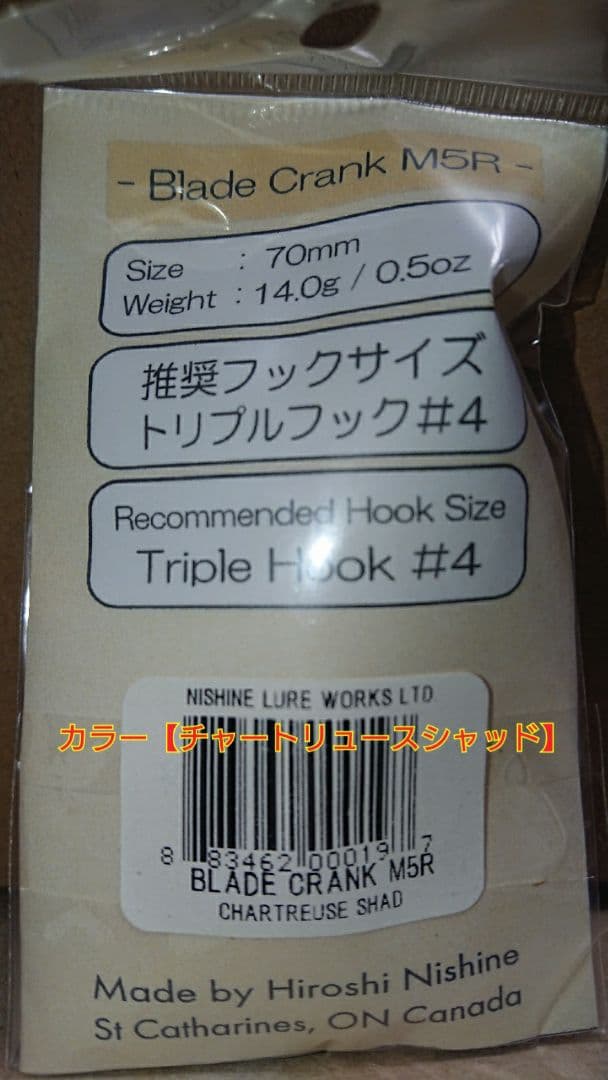 - Blade Crank M5R -
Size : 70mm
Weight : 14.0g / 0.5oz
推奨フックサイズ
トリプルフック#4
Recommended Hook Size
Triple Hook #4
NISHINE LURE WORKS LTD
カラー【チャートリュースシャッド】
8 83462 00019 7
BLADE CRANK M5R
CHARTREUSE SHAD
Made by Hiroshi Nishine
St Catharines, ON Canada